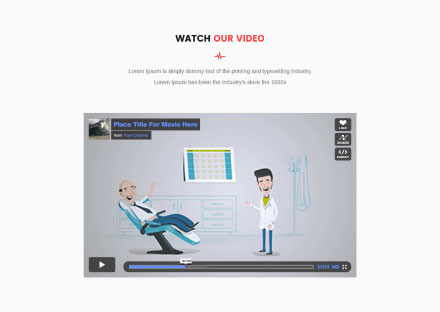 WATCH OUR VIDEO
Lorem Ipsum is simply dummy text of the printing and typesetting industry.
Lorem Ipsum has been the industry's since the 1500s
Place Title For Movie Here
from Your Channel
LIKE
SHARE
EMBED
HD